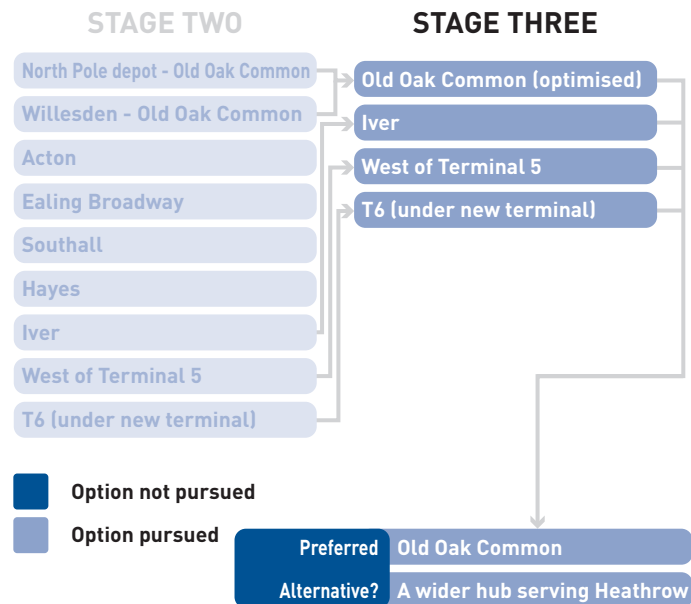 STAGE TWO
North Pole depot - Old Oak Common
Willesden - Old Oak Common
Acton
Ealing Broadway
Southall
Hayes
Iver
West of Terminal 5
T6 (under new terminal)
STAGE THREE
Old Oak Common (optimised)
Iver
West of Terminal 5
T6 (under new terminal)
Option not pursued
Option pursued
Preferred Old Oak Common
Alternative? A wider hub serving Heathrow